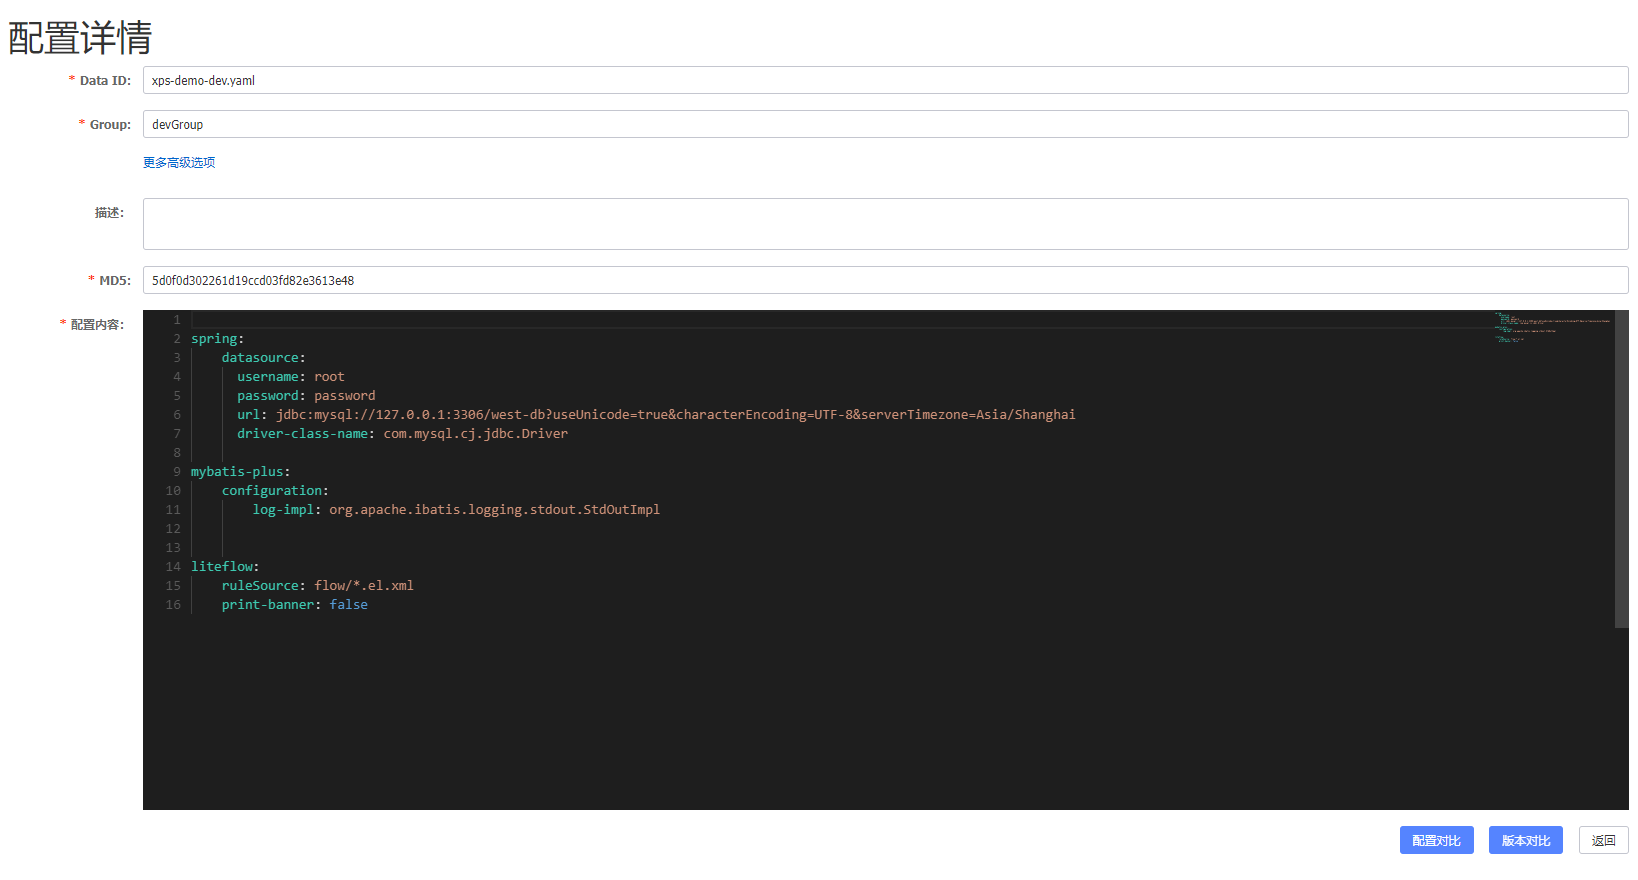 配置详情
* Data ID: xps-demo-dev.yaml
* Group: devGroup
更多高级选项
描述:
* MD5: 5d0f0d302261d19ccd03fd82e3613e48
* 配置内容:
1
2 spring:
3 datasource:
4 username: root
5 password: password
6 url: jdbc:mysql://127.0.0.1:3306/west-db?useUnicode=true&characterEncoding=UTF-8&serverTimezone=Asia/Shanghai
7 driver-class-name: com.mysql.cj.jdbc.Driver
8
9 mybatis-plus:
10 configuration:
11 log-impl: org.apache.ibatis.logging.stdout.StdOutImpl
12
13
14 liteflow:
15 ruleSource: flow/*.el.xml
16 print-banner: false
配置对比 版本对比 返回